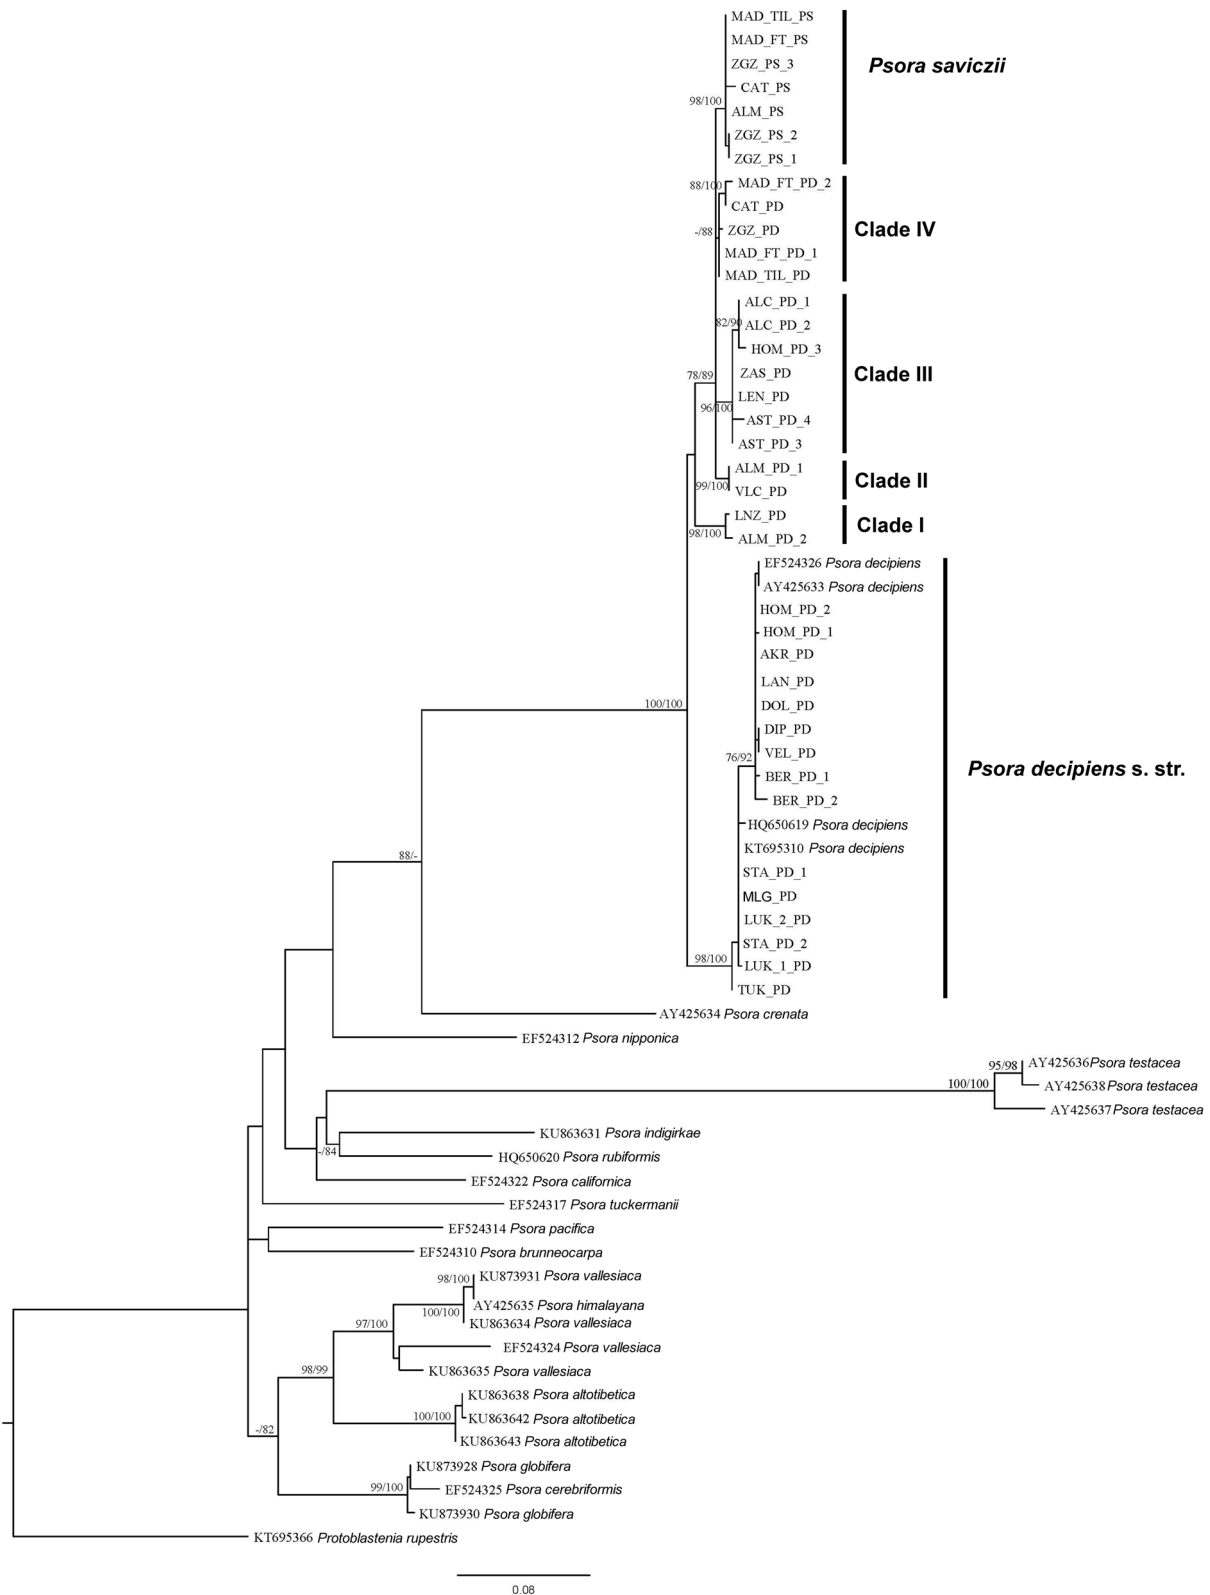 MAD_TIL_PS
MAD_FT_PS
ZGZ_PS_3
Psora saviczii
CAT_PS
98/100
ALM_PS
ZGZ_PS_2
ZGZ_PS_1
88/100
MAD_FT_PD_2
CAT_PD
-/88
ZGZ_PD
Clade IV
MAD_FT_PD_1
MAD_TIL_PD
ALC_PD_1
82/90
ALC_PD_2
HOM_PD_3
78/89
ZAS_PD
Clade III
LEN_PD
96/100
AST_PD_4
AST_PD_3
ALM_PD_1
99/100
VLC_PD
Clade II
LNZ_PD
98/100
ALM_PD_2
Clade I
EF524326 Psora decipiens
AY425633 Psora decipiens
HOM_PD_2
HOM_PD_1
AKR_PD
LAN_PD
100/100
DOL_PD
DIP_PD
76/92
VEL_PD
Psora decipiens s. str.
BER_PD_1
BER_PD_2
HQ650619 Psora decipiens
KT695310 Psora decipiens
88/-
STA_PD_1
MLG_PD
LUK_2_PD
STA_PD_2
98/100
LUK_1_PD
TUK_PD
AY425634 Psora crenata
EF524312 Psora nipponica
95/98
AY425636Psora testacea
100/100
AY425638Psora testacea
AY425637Psora testacea
KU863631 Psora indigirkae
-/84
HQ650620 Psora rubiformis
EF524322 Psora californica
EF524317 Psora tuckermanii
EF524314 Psora pacifica
EF524310 Psora brunneocarpa
98/100
KU873931 Psora vallesiaca
100/100
AY425635 Psora himalayana
97/100
KU863634 Psora vallesiaca
EF524324 Psora vallesiaca
98/99
KU863635 Psora vallesiaca
KU863638 Psora altotibetica
100/100
KU863642 Psora altotibetica
-/82
KU863643 Psora altotibetica
KU873928 Psora globifera
99/100
EF524325 Psora cerebriformis
KU873930 Psora globifera
KT695366 Protoblastenia rupestris
0.08